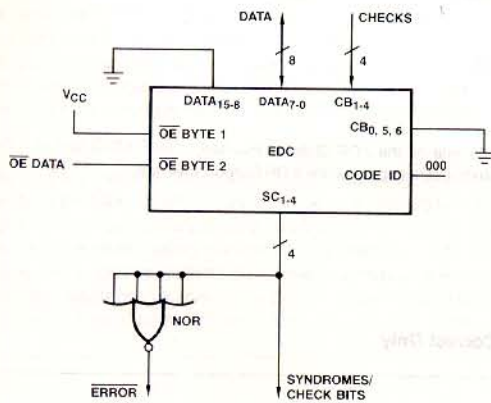 DATA CHECKS
8 4
DATA15-8 DATA7-0 CB1-4
VCC
CB0, 5, 6
OE BYTE 1
EDC
OE DATA
OE BYTE 2
CODE ID 000
SC1-4
4
NOR
ERROR
SYNDROMES/
CHECK BITS